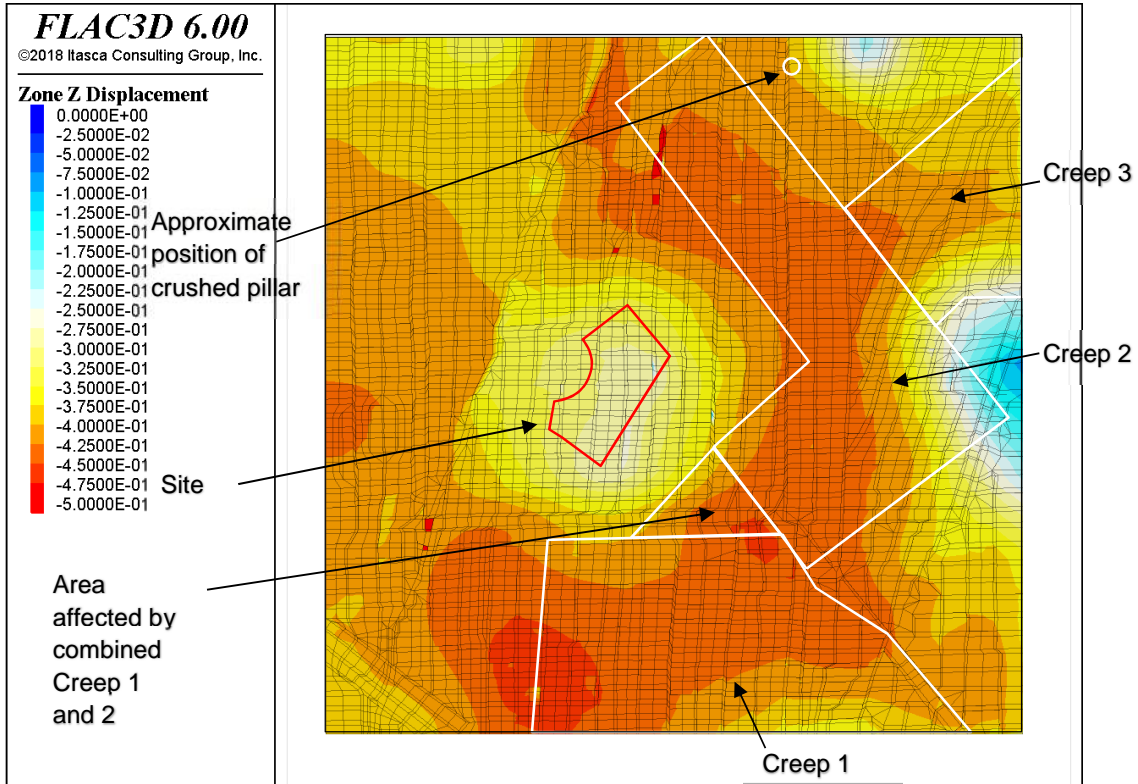 FLAC3D 6.00
©2018 Itasca Consulting Group, Inc.
Zone Z Displacement
0.0000E+00
-2.5000E-02
-5.0000E-02
-7.5000E-02
-1.0000E-01
-1.2500E-01
-1.5000E-01
-1.7500E-01
-2.0000E-01
-2.2500E-01
-2.5000E-01
-2.7500E-01
-3.0000E-01
-3.2500E-01
-3.5000E-01
-3.7500E-01
-4.0000E-01
-4.2500E-01
-4.5000E-01
-4.7500E-01
-5.0000E-01
Approximate
position of
crushed pillar
Site
Area
affected by
combined
Creep 1
and 2
Creep 3
Creep 2
Creep 1